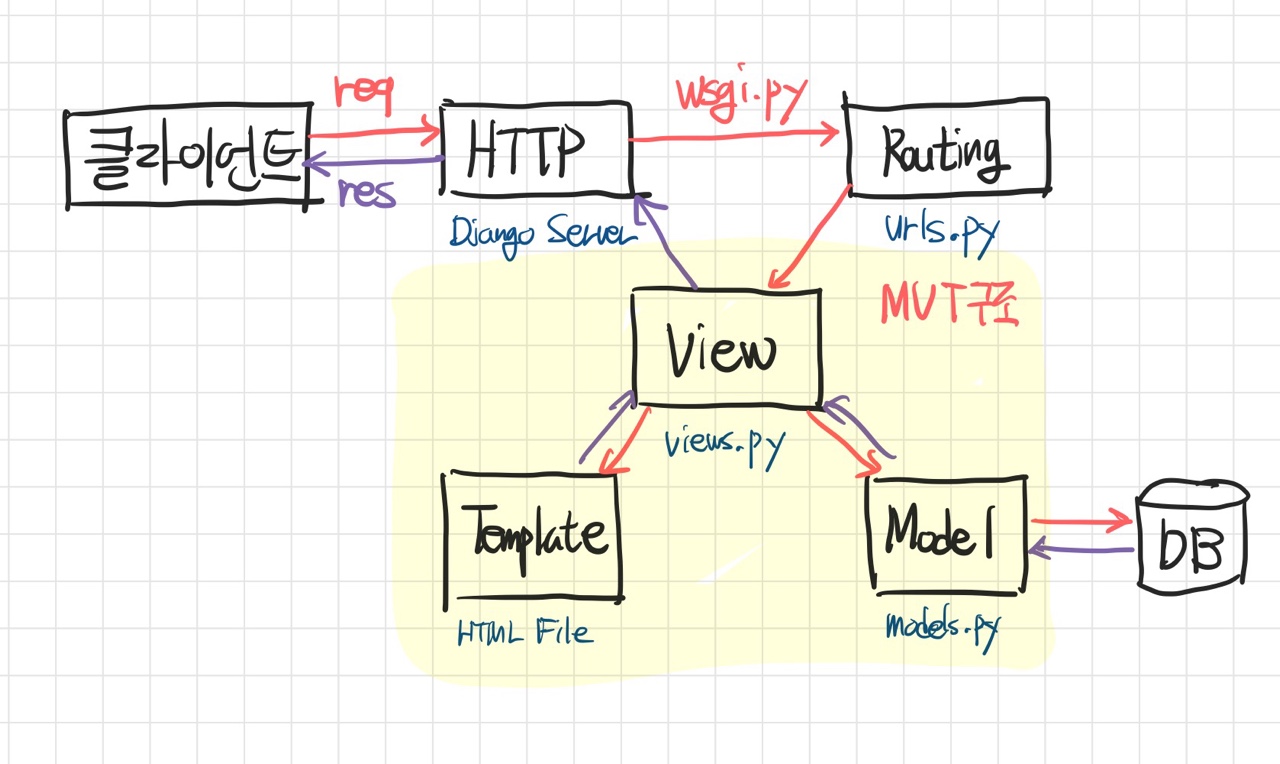 req
wsgi.py
클라이언트
HTTP
Routing
res
Django Server
urls.py
MVT구조
View
views.py
Template
Model
DB
HTML File
models.py